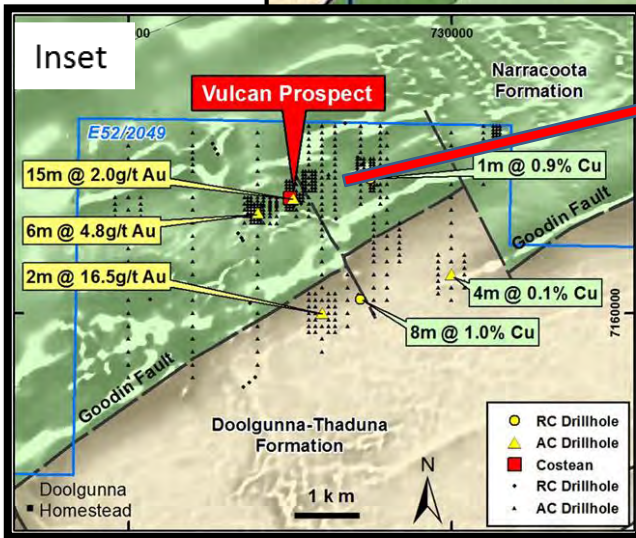 Inset
730000
Narracoota
Formation
Vulcan Prospect
E52/2049
15m @ 2.0g/t Au
1m @ 0.9% Cu
6m @ 4.8g/t Au
Goodin Fault
2m @ 16.5g/t Au
4m @ 0.1% Cu
7160000
8m @ 1.0% Cu
Goodin Fault
Doolgunna-Thaduna
Formation
RC Drillhole
AC Drillhole
Costean
RC Drillhole
AC Drillhole
N
1 km
Doolgunna
Homestead